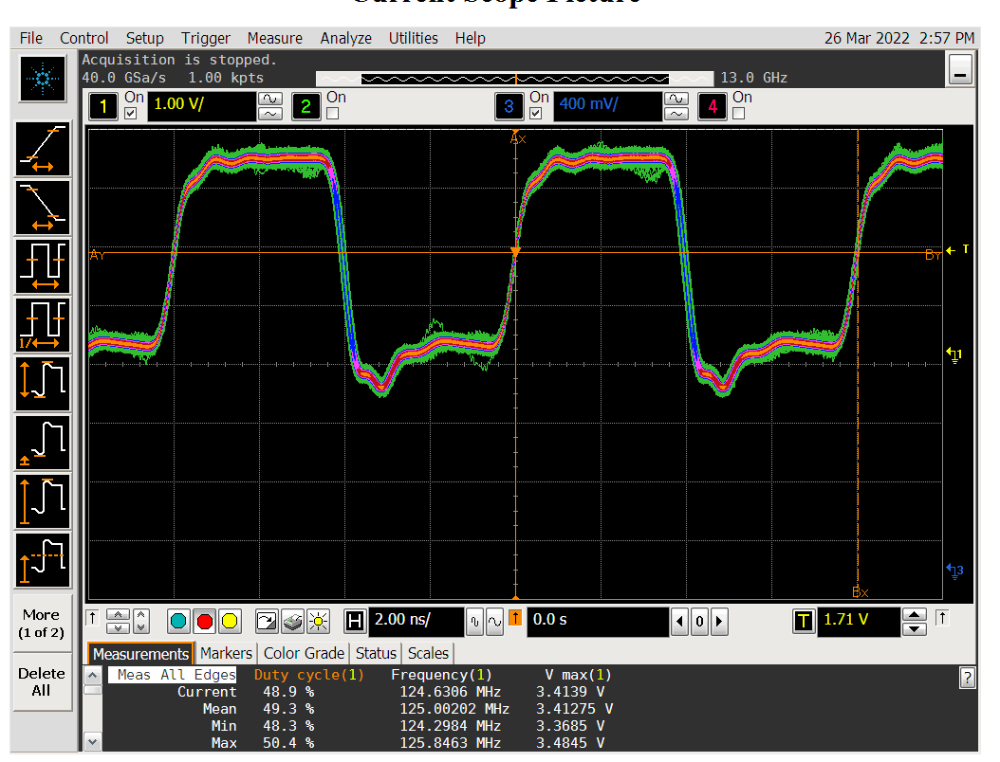 Current Scope Picture
File Control Setup Trigger Measure Analyze Utilities Help 26 Mar 2022 2:57 PM
Acquisition is stopped.
40.0 GSa/s 1.00 kpts 13.0 GHz
1 On 1.00 V/ 2 On 3 On 400 mV/ 4 On
Ax
AY BY T
1/
1
3
Bx
More
(1 of 2)
H 2.00 ns/ 0.0 s 0 T 1.71 V
Delete
All
Measurements Markers Color Grade Status Scales
Meas All Edges Duty cycle(1) Frequency(1) V max(1) ?
Current 48.9 % 124.6306 MHz 3.4139 V
Mean 49.3 % 125.00202 MHz 3.41275 V
Min 48.3 % 124.2984 MHz 3.3685 V
Max 50.4 % 125.8463 MHz 3.4845 V